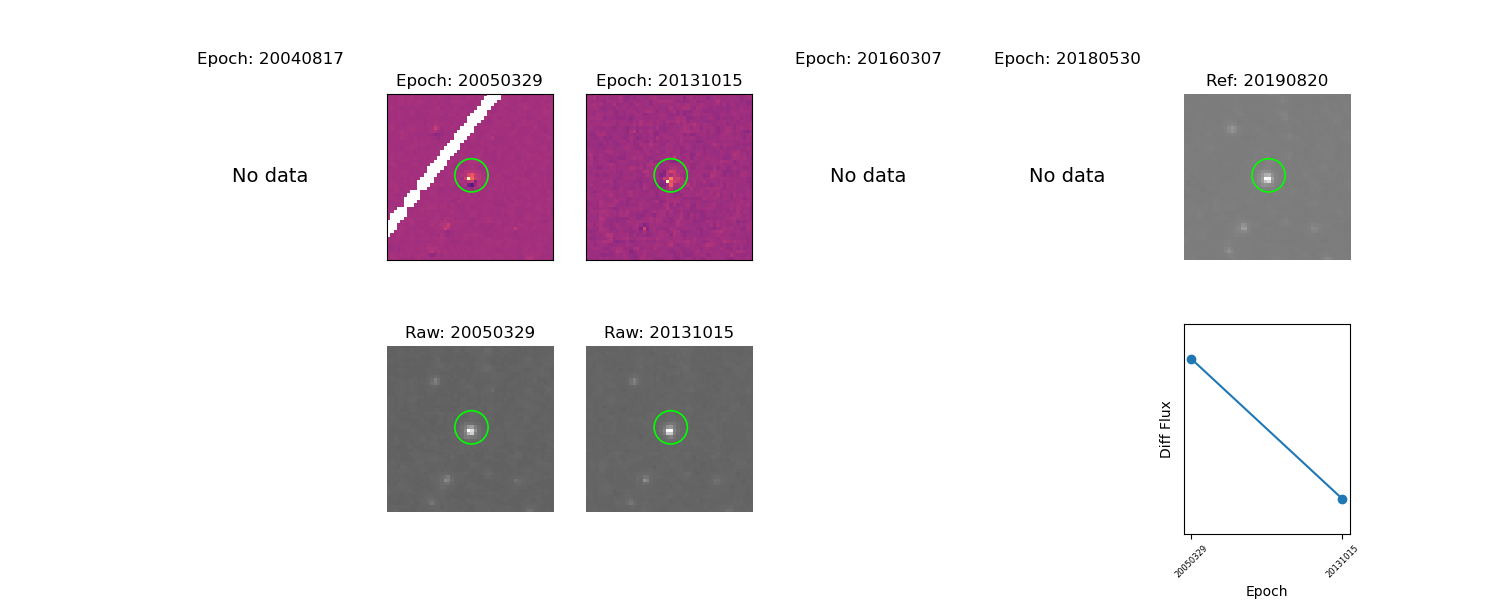 Epoch: 20040817
Epoch: 20050329
Epoch: 20131015
Epoch: 20160307
Epoch: 20180530
Ref: 20190820
No data
No data
No data
Raw: 20050329
Raw: 20131015
Diff Flux
20050329
20131015
Epoch